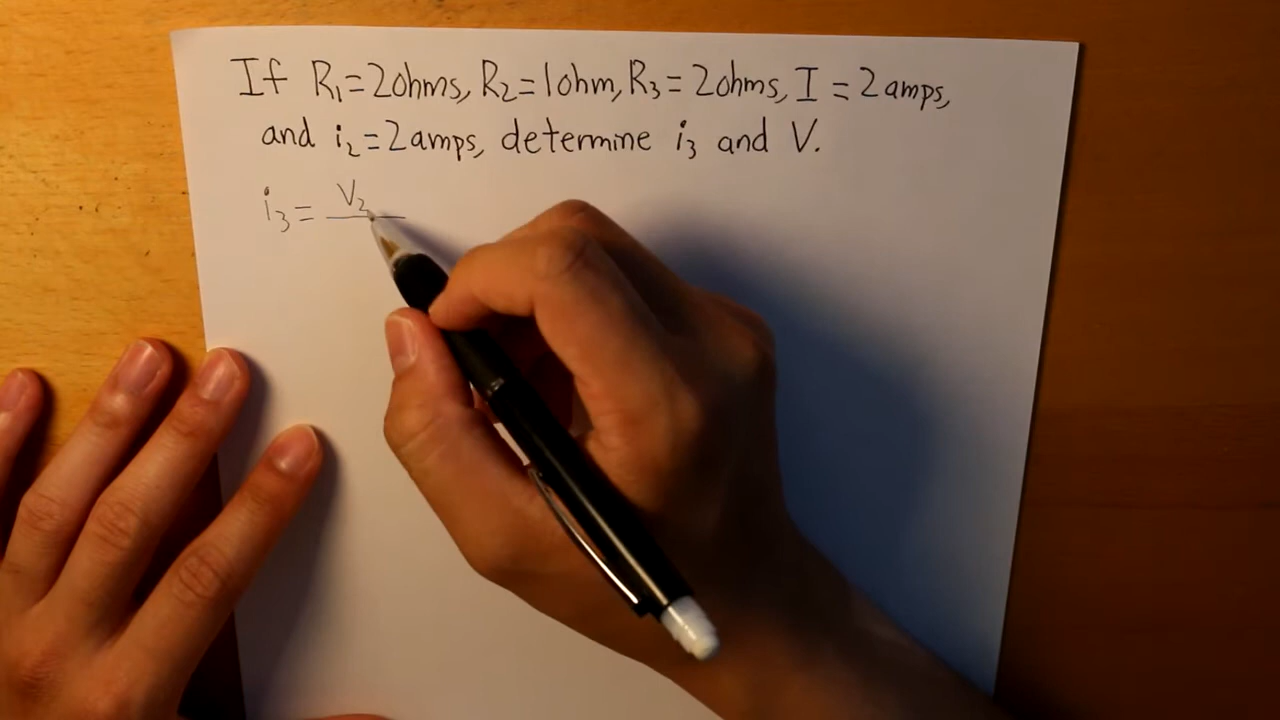 If R₁=2ohms, R₂=1ohm, R₃=2ohms, I=2amps,
and i₂=2amps, determine i₃ and V.
i₃= V₂